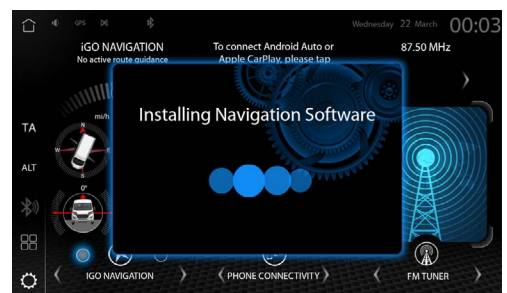 GPS
Wednesday 22 March 00:03
iGO NAVIGATION
No active route guidance
To connect Android Auto or
Apple CarPlay, please tap
87.50 MHz
mi/h
Installing Navigation Software
TA
ALT
N
W
0°
IGO NAVIGATION
PHONE CONNECTIVITY
FM TUNER